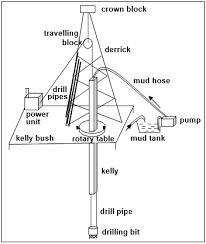 crown block
travelling
block
derrick
drill
pipes
mud hose
power
unit
pump
kelly bush
rotary table
mud tank
kelly
drill pipe
drilling bit